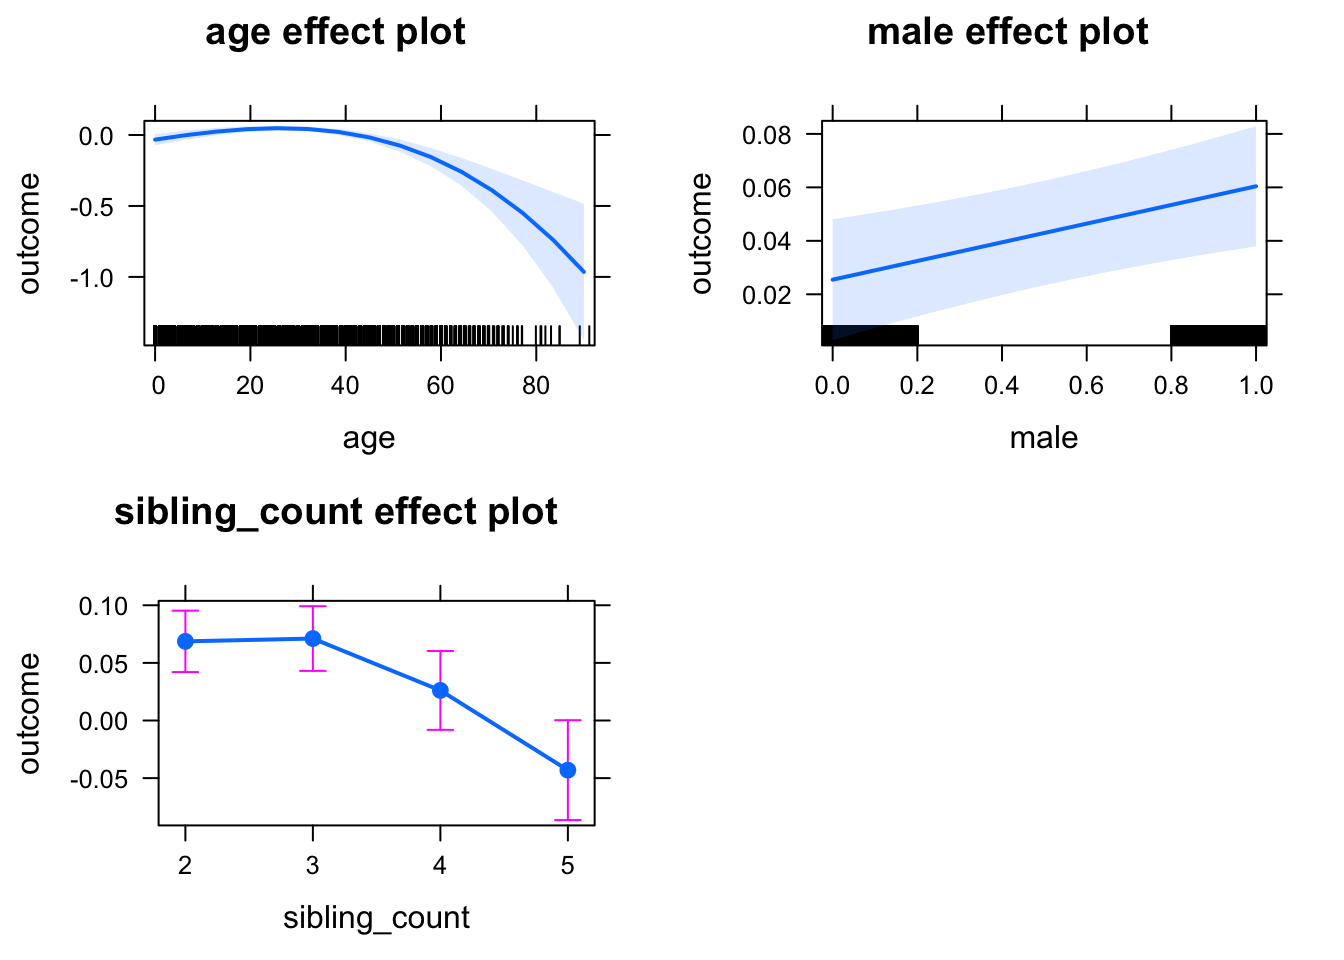 age effect plot
outcome
0.0
-0.5
-1.0
0 20 40 60 80
age
male effect plot
outcome
0.08
0.06
0.04
0.02
0.0 0.2 0.4 0.6 0.8 1.0
male
sibling_count effect plot
outcome
0.10
0.05
0.00
-0.05
2 3 4 5
sibling_count